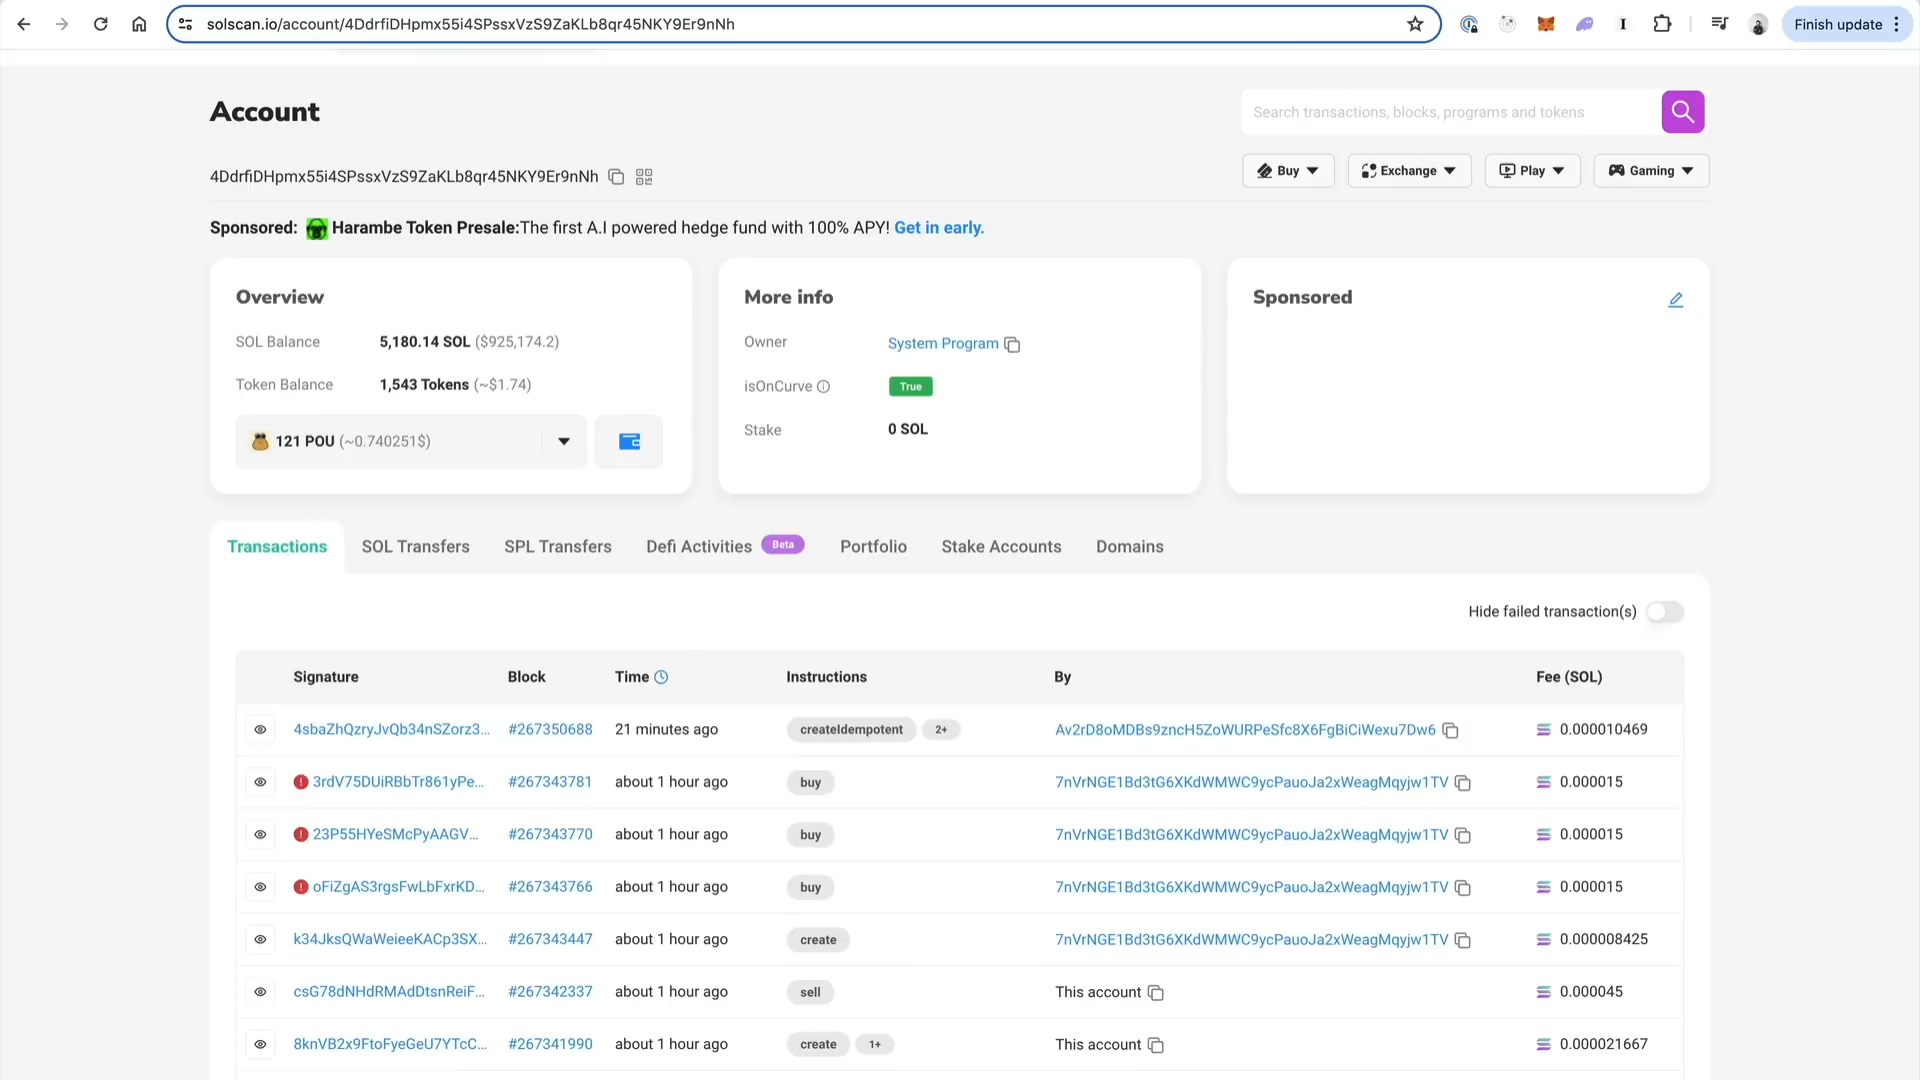 solscan.io/account/4DdrfiDHpmx55i4SPssxVzS9ZaKLb8qr45NKY9Er9nNh
Finish update
Account
Search transactions, blocks, programs and tokens
4DdrfiDHpmx55i4SPssxVzS9ZaKLb8qr45NKY9Er9nNh
Buy Exchange Play Gaming
Sponsored: Harambe Token Presale:The first A.I powered hedge fund with 100% APY! Get in early.
Overview
SOL Balance 5,180.14 SOL ($925,174.2)
Token Balance 1,543 Tokens (~$1.74)
121 POU (~0.740251$)
More info
Owner System Program
isOnCurve True
Stake 0 SOL
Sponsored
Transactions SOL Transfers SPL Transfers Defi Activities Beta Portfolio Stake Accounts Domains
Hide failed transaction(s)
Signature Block Time Instructions By Fee (SOL)
4sbaZhQzryJvQb34nSZorz3... #267350688 21 minutes ago createIdempotent 2+ Av2rD8oMDBs9zncH5ZoWURPeSfc8X6FgBiCiWexu7Dw6 0.000010469
3rdV75DUiRBbTr861yPe... #267343781 about 1 hour ago buy 7nVrNGE1Bd3tG6XKdWMWC9ycPauoJa2xWeagMqyjw1TV 0.000015
23P55HYeSMcPyAAGV... #267343770 about 1 hour ago buy 7nVrNGE1Bd3tG6XKdWMWC9ycPauoJa2xWeagMqyjw1TV 0.000015
oFiZgAS3rgsFwLbFxrKD... #267343766 about 1 hour ago buy 7nVrNGE1Bd3tG6XKdWMWC9ycPauoJa2xWeagMqyjw1TV 0.000015
k34JksQWaWeieeKACp3SX... #267343447 about 1 hour ago create 7nVrNGE1Bd3tG6XKdWMWC9ycPauoJa2xWeagMqyjw1TV 0.000008425
csG78dNHdRMAdDtsnReiF... #267342337 about 1 hour ago sell This account 0.000045
8knVB2x9FtoFyeGeU7YTcC... #267341990 about 1 hour ago create 1+ This account 0.000021667